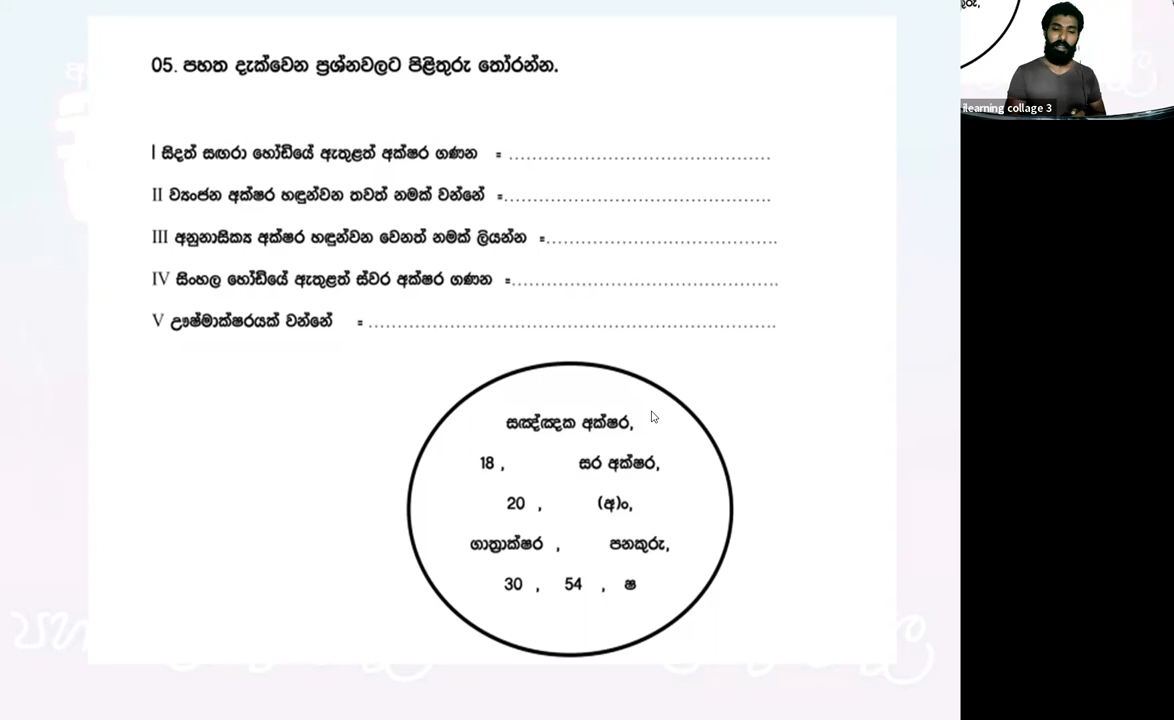 05. පහත දැක්වෙන ප්‍රශ්නවලට පිළිතුරු තෝරන්න.
I සිදත් සඟරා හෝඩියේ ඇතුළත් අක්ෂර ගණන = ............................................
II ව්‍යංජන අක්ෂර හඳුන්වන තවත් නමක් වන්නේ =..............................................
III අනුනාසික්‍ය අක්ෂර හඳුන්වන වෙනත් නමක් ලියන්න =........................................
IV සිංහල හෝඩියේ ඇතුළත් ස්වර අක්ෂර ගණන =..............................................
V ඌෂ්මාක්ෂරයක් වන්නේ = ......................................................................
සඤ්ඤක අක්ෂර,
18 , සර අක්ෂර,
20 , (අ)ං,
ගාත්‍රාක්ෂර , පනකුරු,
30 , 54 , ෂ
ilearning collage 3